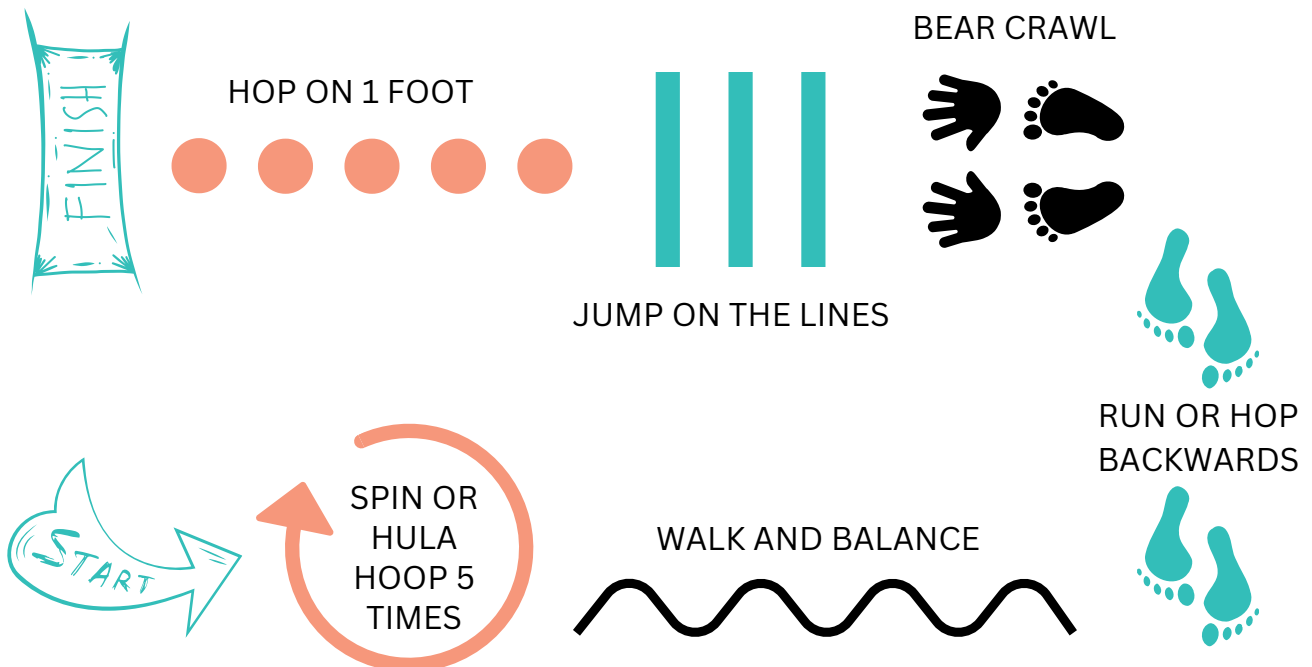 BEAR CRAWL
FINISH
HOP ON 1 FOOT
JUMP ON THE LINES
RUN OR HOP
BACKWARDS
START
SPIN OR
HULA
HOOP 5
TIMES
WALK AND BALANCE